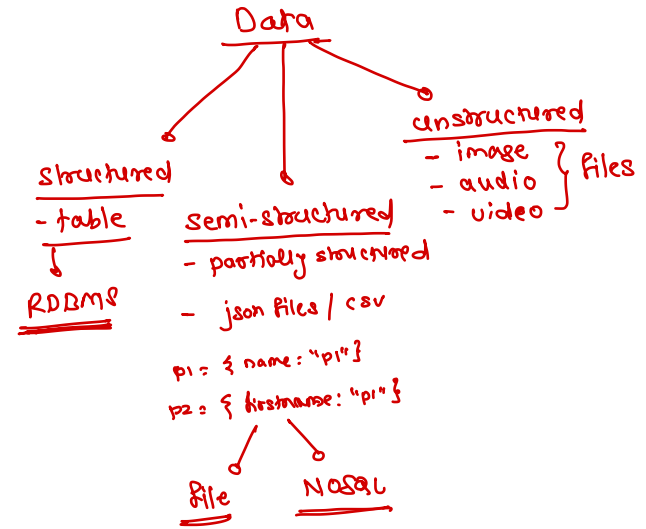 Data
structured
- table
RDBMS
semi-structured
- partially structured
- json files / csv
p1 = { name: "p1"}
p2 = { firstname: "p1"}
file
NOSQL
unstructured
- image
- audio
- video
} files